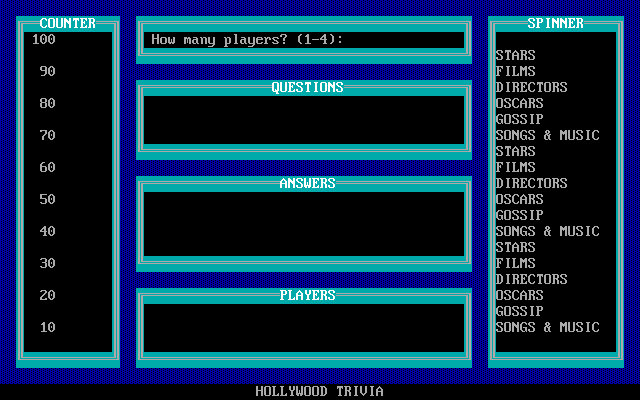 COUNTER
100
90
80
70
60
50
40
30
20
10
How many players? (1-4):
QUESTIONS
ANSWERS
PLAYERS
SPINNER
STARS
FILMS
DIRECTORS
OSCARS
GOSSIP
SONGS & MUSIC
STARS
FILMS
DIRECTORS
OSCARS
GOSSIP
SONGS & MUSIC
STARS
FILMS
DIRECTORS
OSCARS
GOSSIP
SONGS & MUSIC
HOLLYWOOD TRIVIA